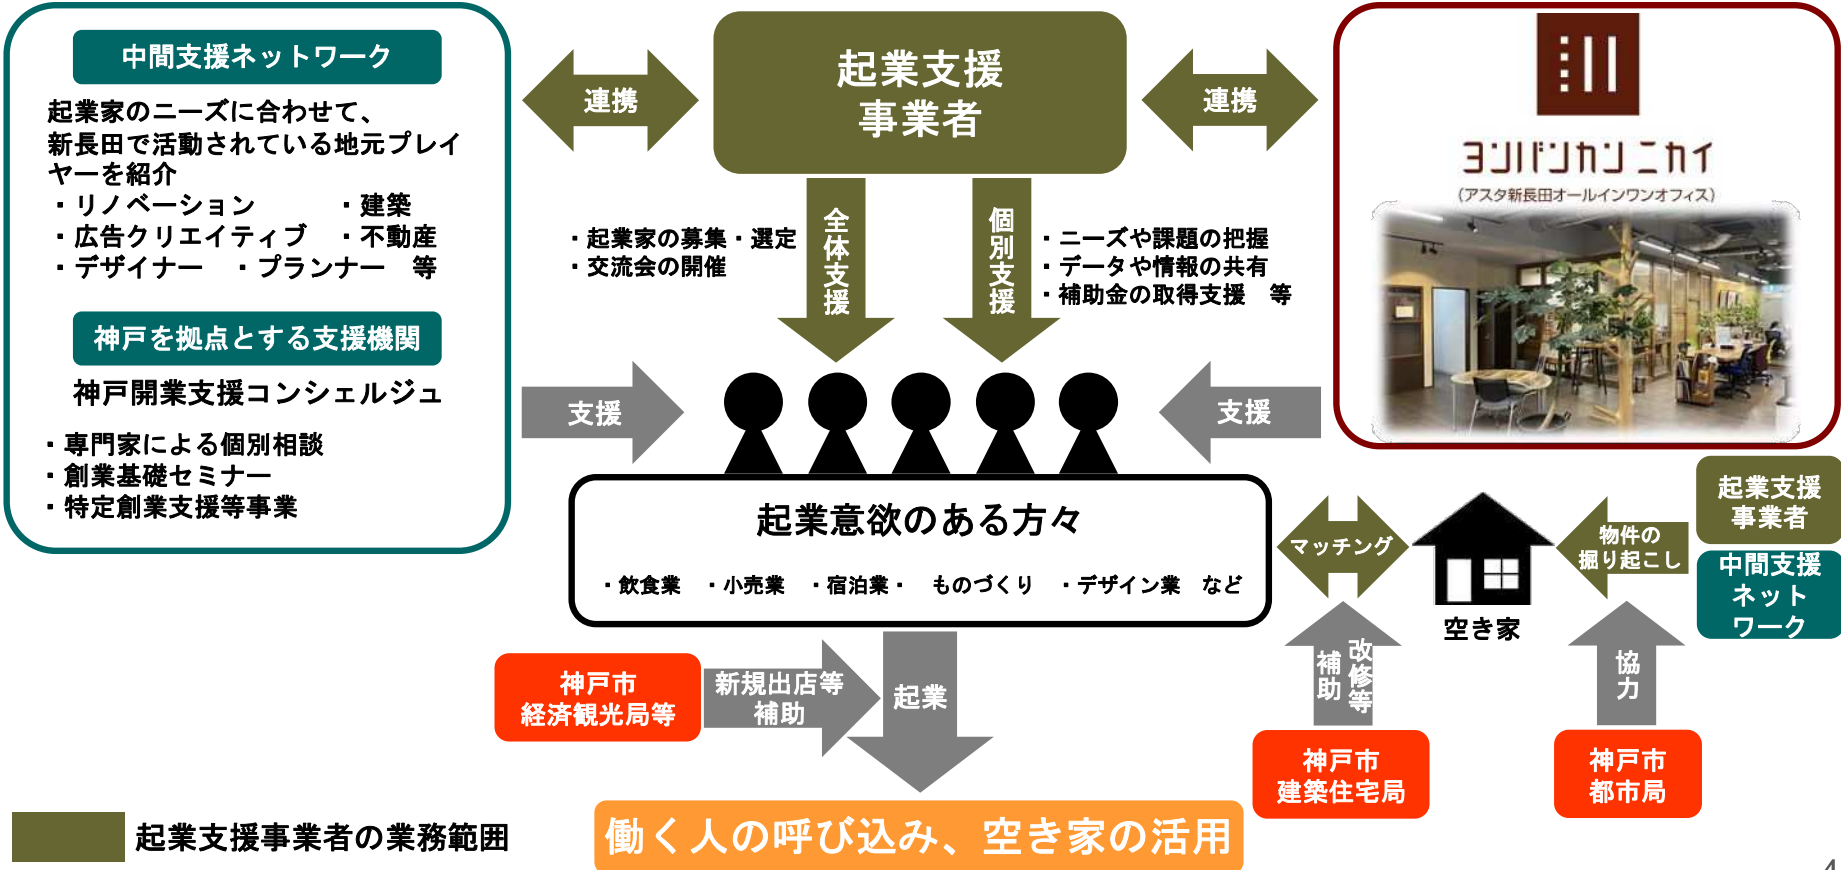 中間支援ネットワーク
起業家のニーズに合わせて、
新長田で活動されている地元プレイ
ヤーを紹介
・リノベーション ・建築
・広告クリエイティブ ・不動産
・デザイナー ・プランナー 等
神戸を拠点とする支援機関
神戸開業支援コンシェルジュ
・専門家による個別相談
・創業基礎セミナー
・特定創業支援等事業
連携
起業支援
事業者
連携
ヨンバンカンニカイ
(アスタ新長田オールインワンオフィス)
・起業家の募集・選定
・交流会の開催
全体支援
個別支援
・ニーズや課題の把握
・データや情報の共有
・補助金の取得支援 等
支援
支援
起業意欲のある方々
・飲食業 ・小売業 ・宿泊業・ ものづくり ・デザイン業 など
マッチング
空き家
物件の
掘り起こし
起業支援
事業者
中間支援
ネット
ワーク
神戸市
経済観光局等
新規出店等
補助
起業
改修等
補助
神戸市
建築住宅局
協力
神戸市
都市局
働く人の呼び込み、空き家の活用
起業支援事業者の業務範囲
4